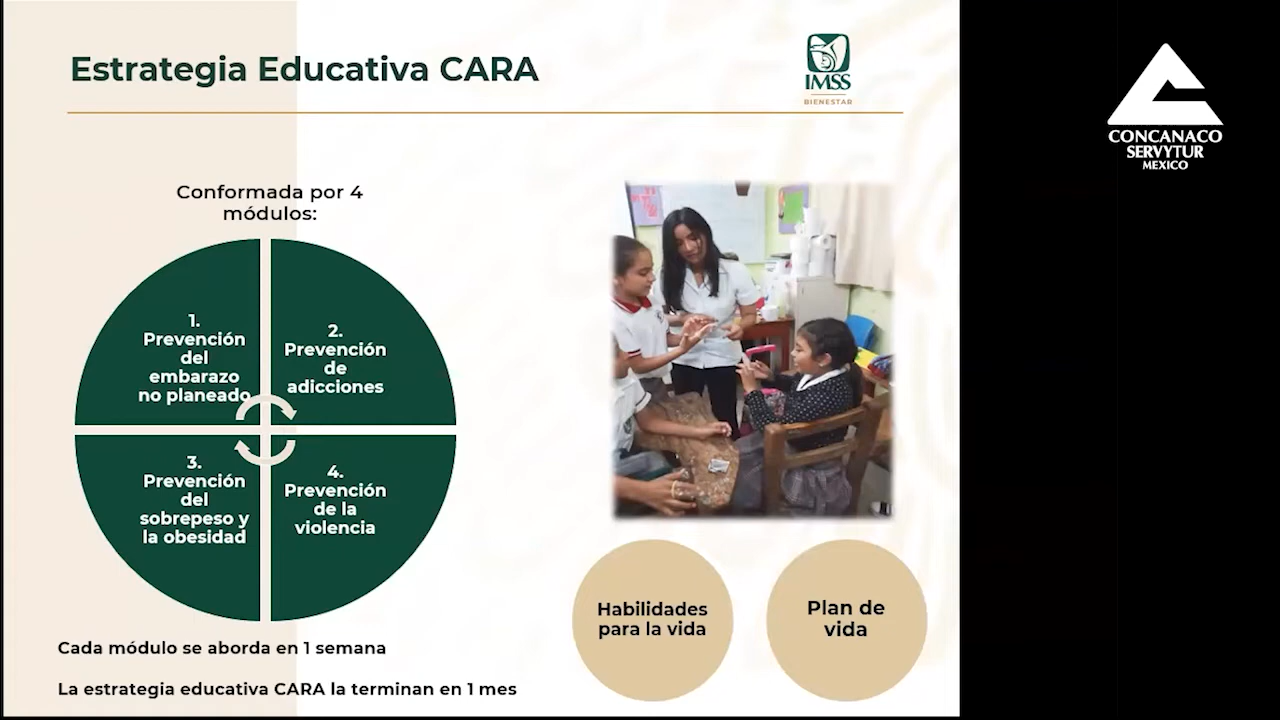 Estrategia Educativa CARA
IMSS
BIENESTAR
CONCANACO
SERVYTUR
MEXICO
Conformada por 4
módulos:
1.
Prevención
del
embarazo
no planeado
2.
Prevención
de
adicciones
3.
Prevención
del
sobrepeso y
la obesidad
4.
Prevención
de la
violencia
Habilidades
para la vida
Plan de
vida
Cada módulo se aborda en 1 semana
La estrategia educativa CARA la terminan en 1 mes